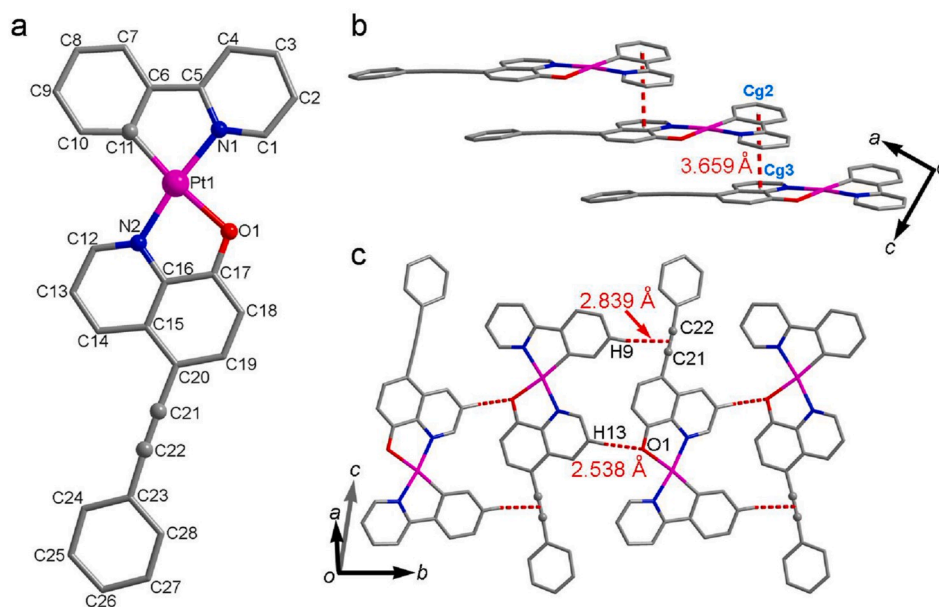 a
C8
C7
C4
C3
C9
C6
C5
C2
C10
C11
N1
C1
Pt1
N2
O1
C12
C16
C17
C13
C18
C15
C14
C19
C20
C21
C22
C24
C23
C28
C25
C27
C26
b
Cg2
3.659 Å
Cg3
a
c
c
2.839 Å
C22
H9
C21
H13
O1
2.538 Å
c
a
o
b